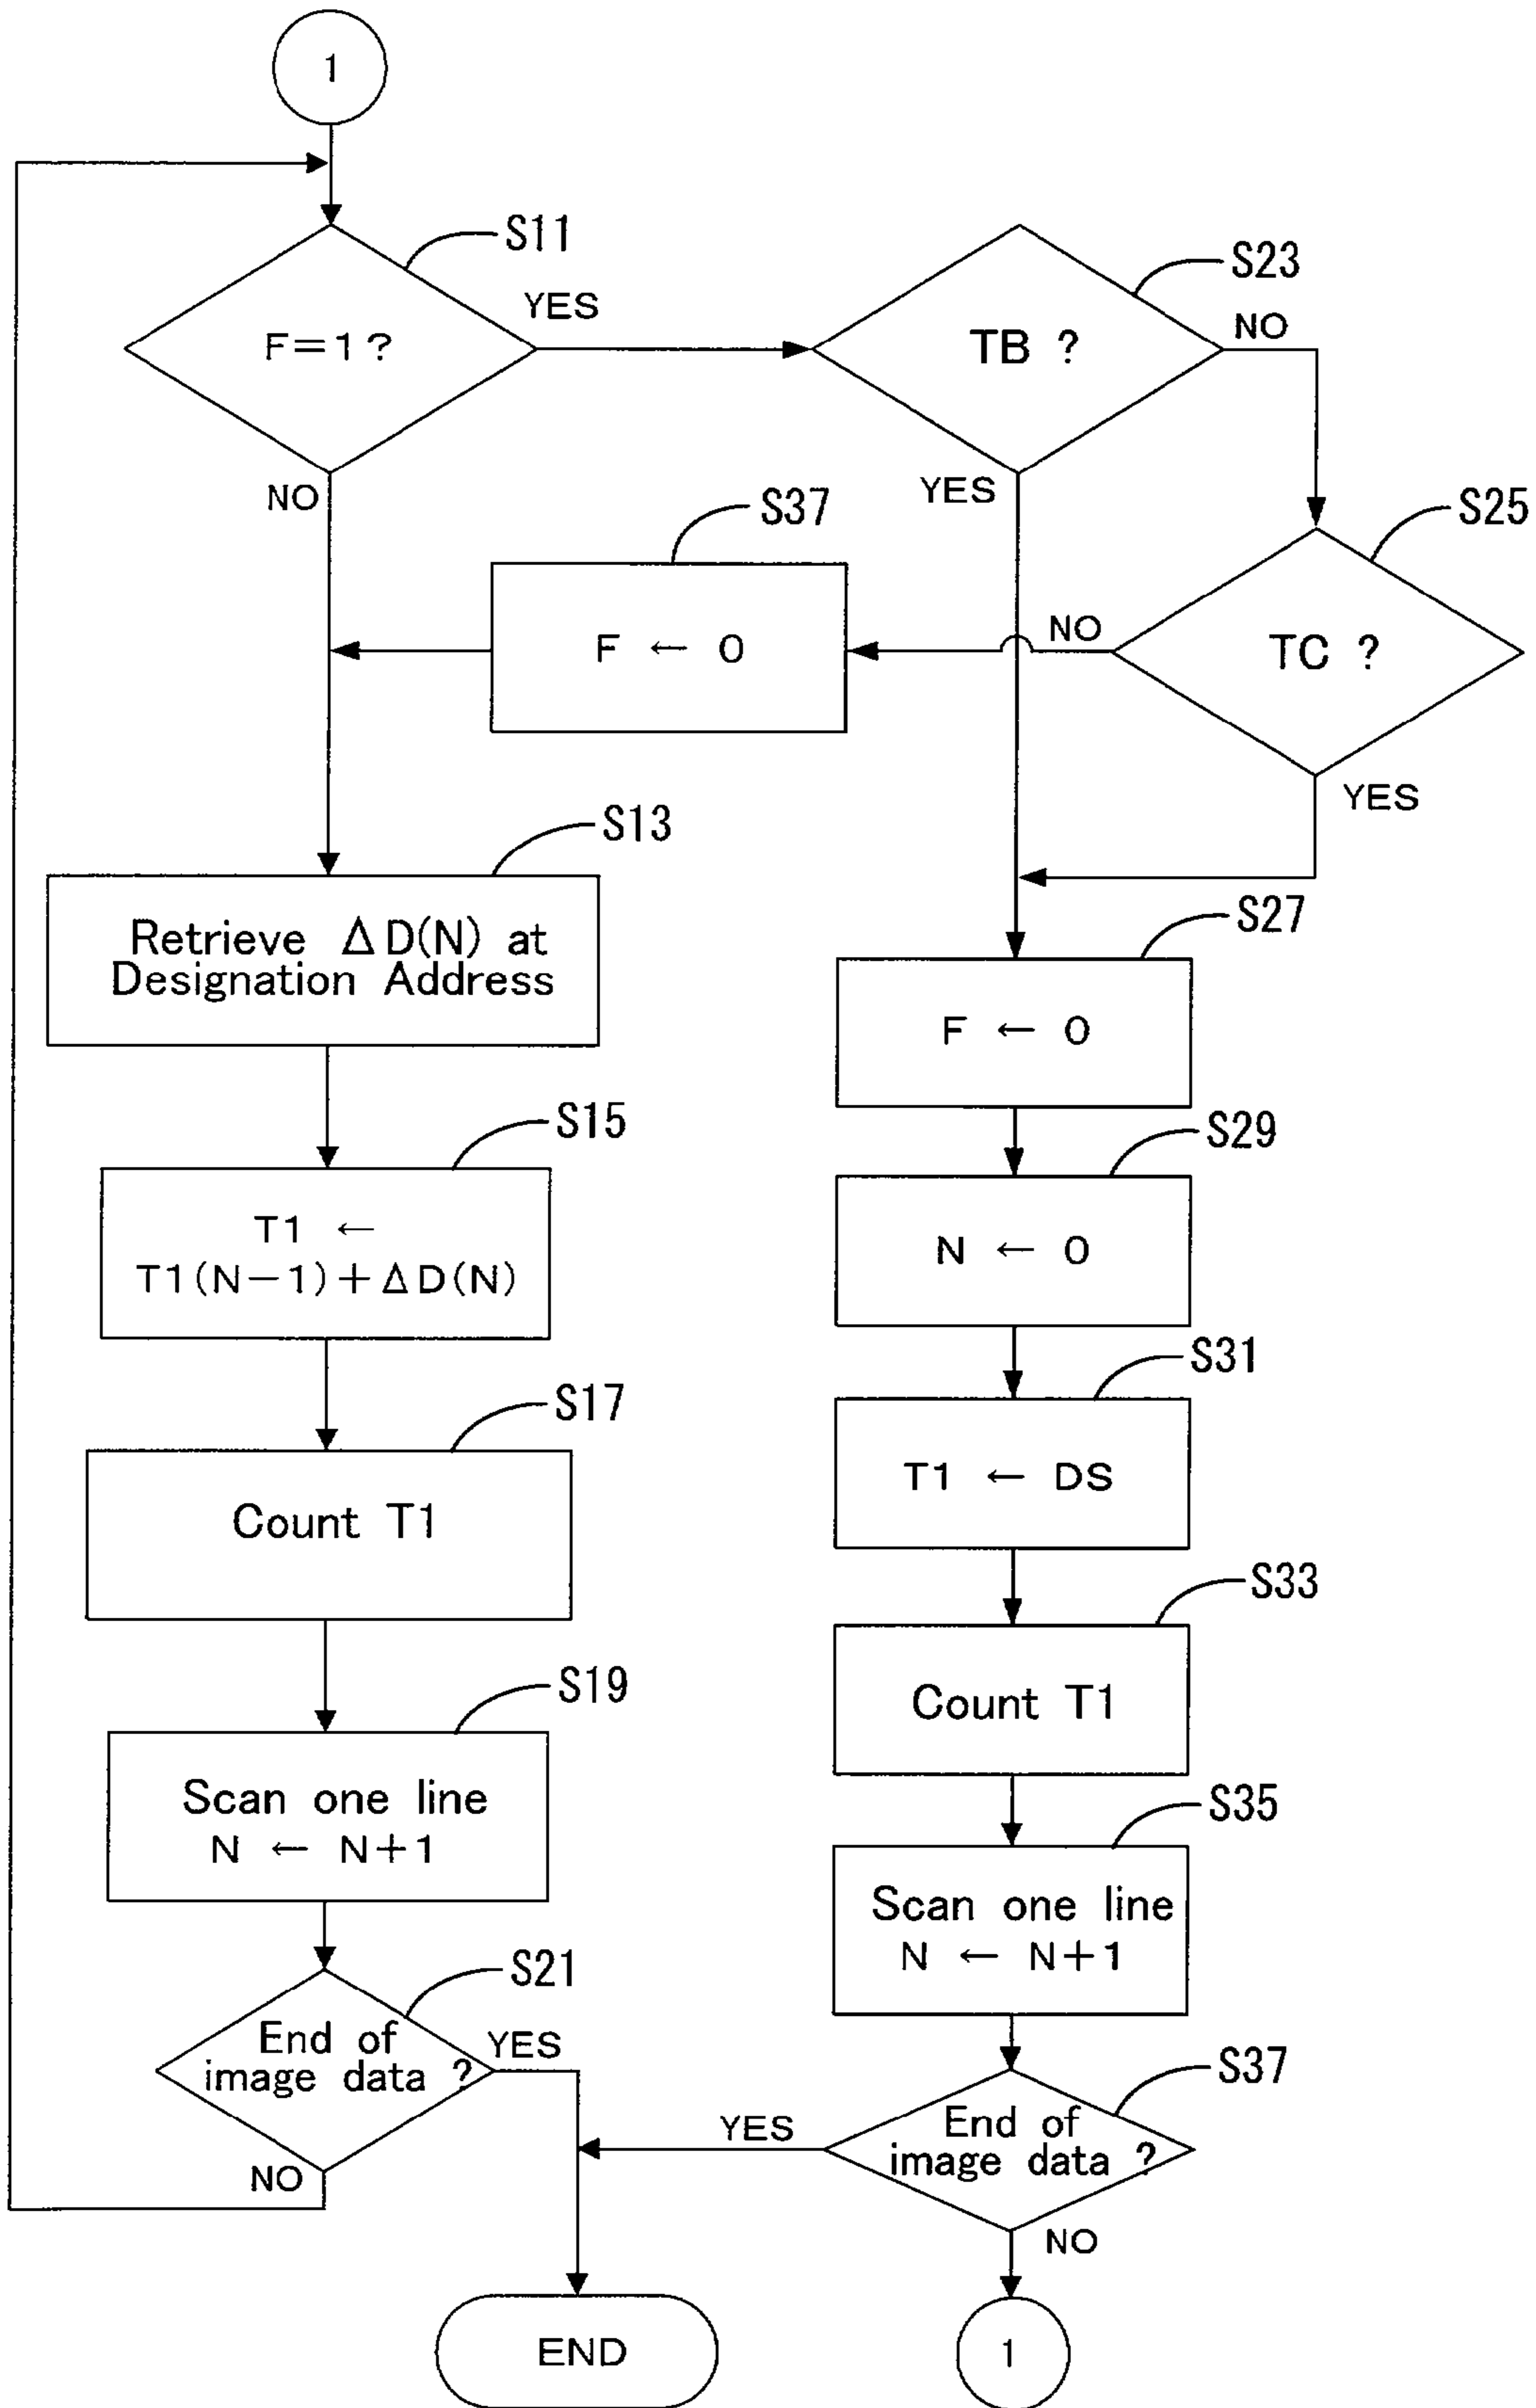 1
S11
F=1?
YES
NO
S23
TB ?
NO
YES
S25
TC ?
NO
YES
S37
F ← 0
S13
Retrieve ΔD(N) at
Designation Address
S15
T1 ←
T1(N-1)+ΔD(N)
S17
Count T1
S19
Scan one line
N ← N+1
S21
End of
image data ?
YES
NO
S27
F ← 0
S29
N ← 0
S31
T1 ← DS
S33
Count T1
S35
Scan one line
N ← N+1
S37
End of
image data ?
YES
NO
END
1